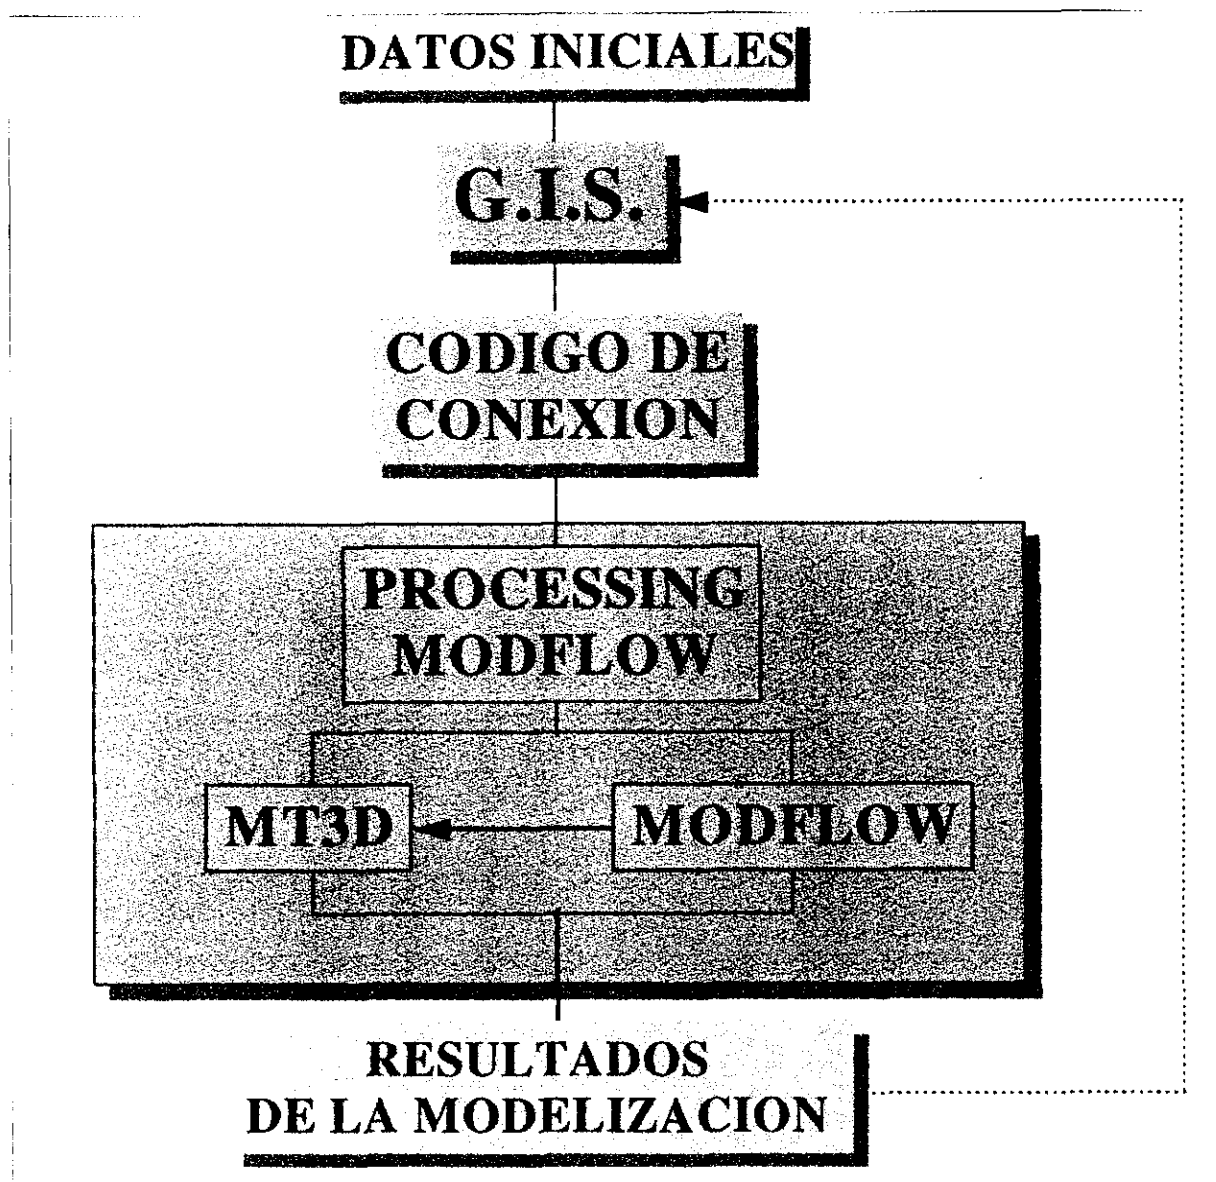 DATOS INICIALES
G.I.S.
CODIGO DE
CONEXION
PROCESSING
MODFLOW
MT3D
MODFLOW
RESULTADOS
DE LA MODELIZACION